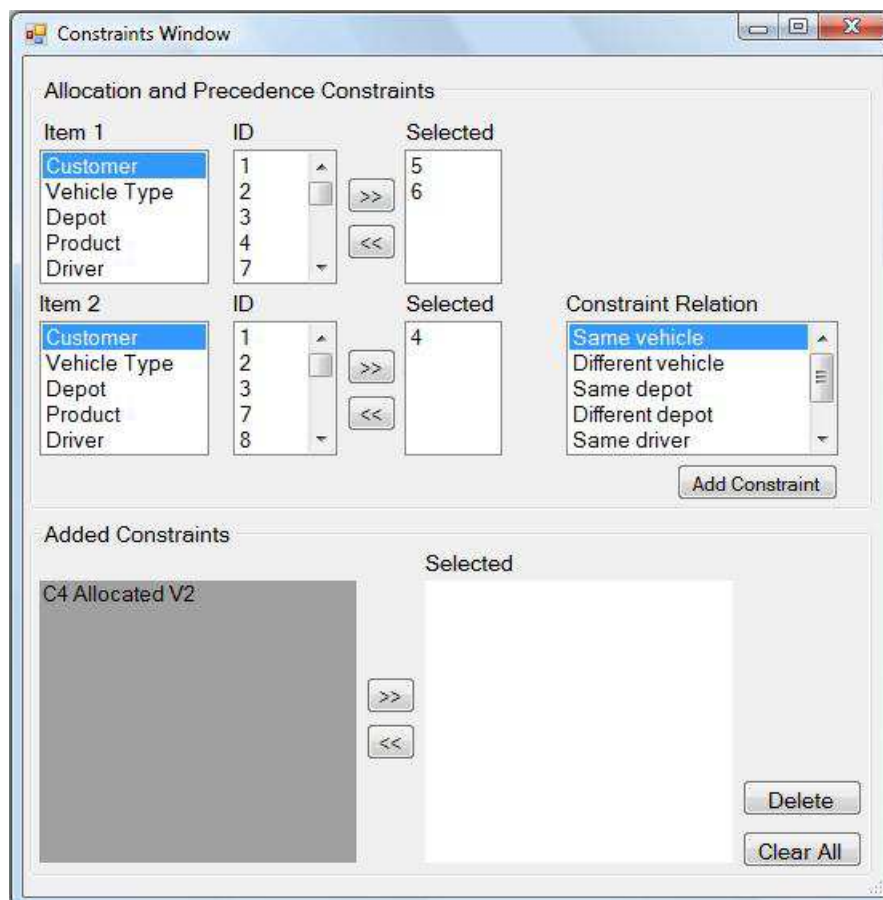 Constraints Window
Allocation and Precedence Constraints
Item 1 ID Selected
Customer 1 5
Vehicle Type 2 >> 6
Depot 3
Product 4 <<
Driver 7
Item 2 ID Selected Constraint Relation
Customer 1 4 Same vehicle
Vehicle Type 2 >> Different vehicle
Depot 3 Same depot
Product 7 << Different depot
Driver 8 Same driver
Add Constraint
Added Constraints
Selected
C4 Allocated V2
>>
<<
Delete
Clear All